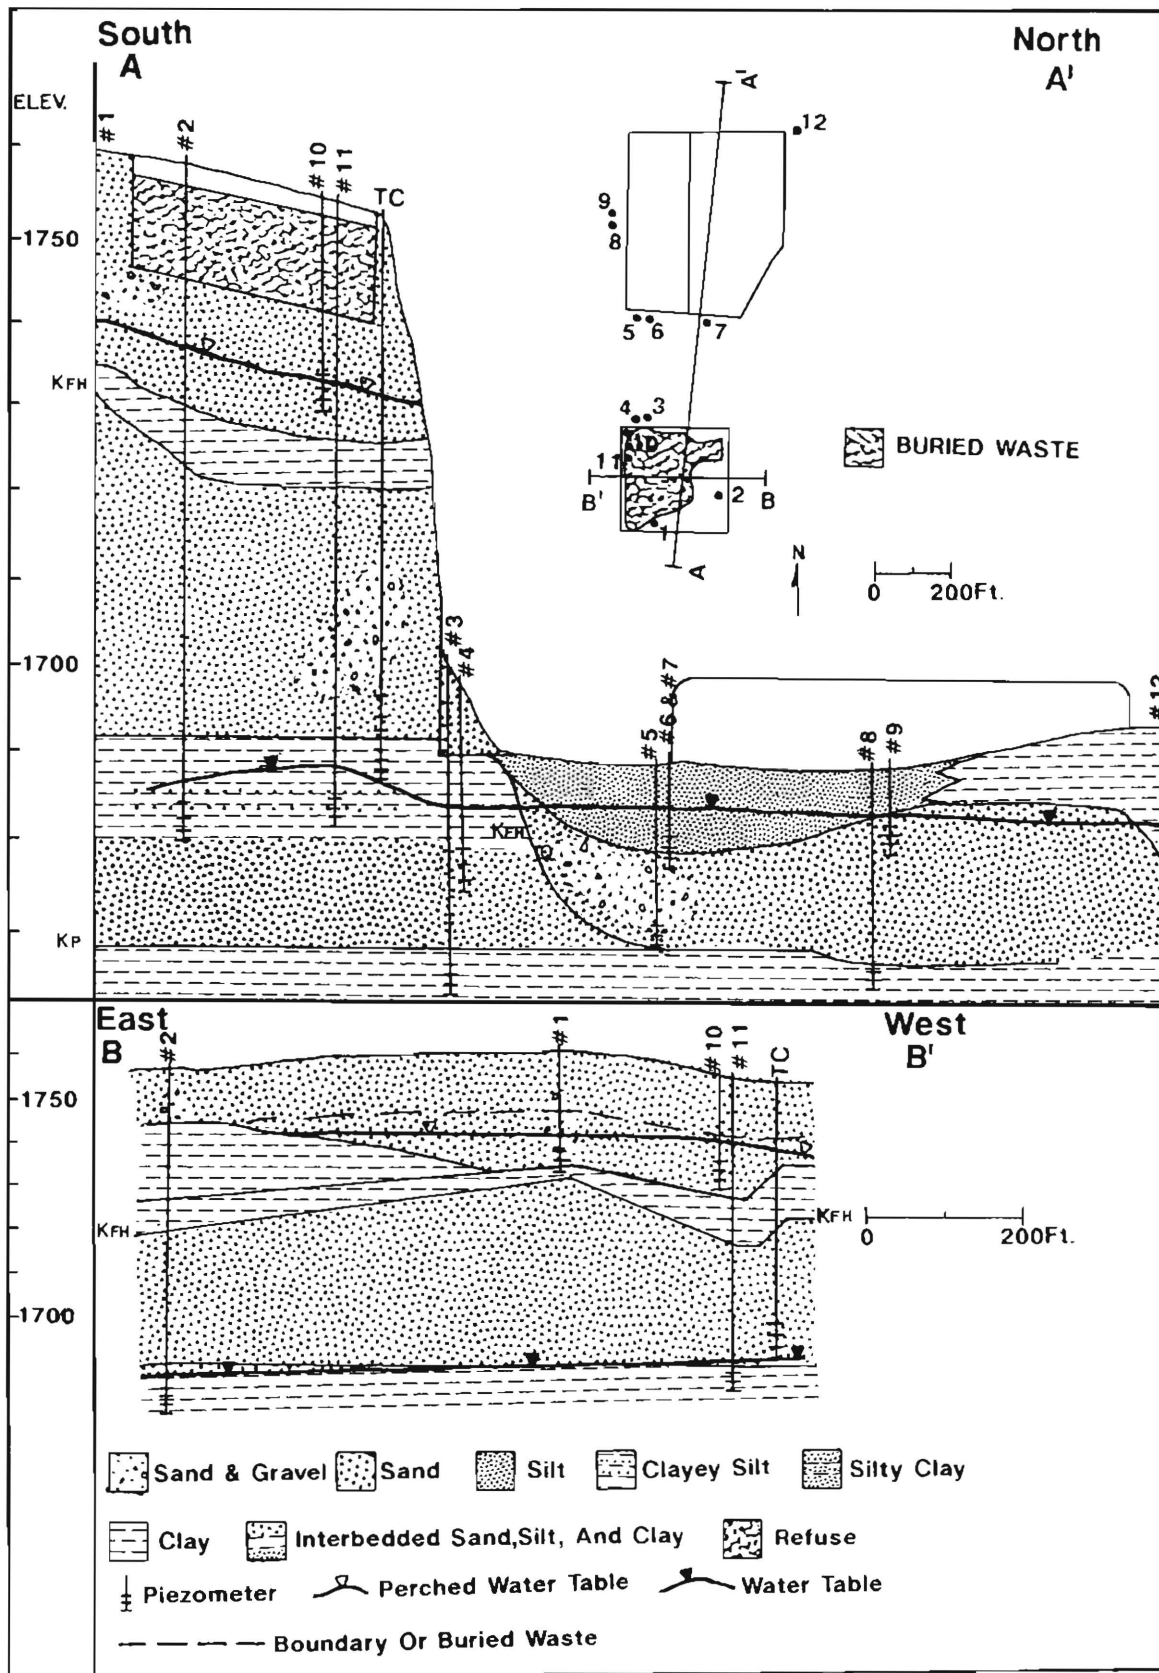 South
A
North
A'
ELEV.
#1
#2
#10
#11
TC
1750
KFH
1700
#3
#4
#5
#6 & #7
#8
#9
#12
KFH
KP
A'
12
9
8
5
6
7
4
3
11
B'
2
B
1
A
BURIED WASTE
N
0
200Ft.
East
B
West
B'
#2
#1
#10
#11
TC
1750
KFH
KFH
0
200Ft.
1700
Sand & Gravel
Sand
Silt
Clayey Silt
Silty Clay
Clay
Interbedded Sand,Silt, And Clay
Refuse
Piezometer
Perched Water Table
Water Table
Boundary Or Buried Waste